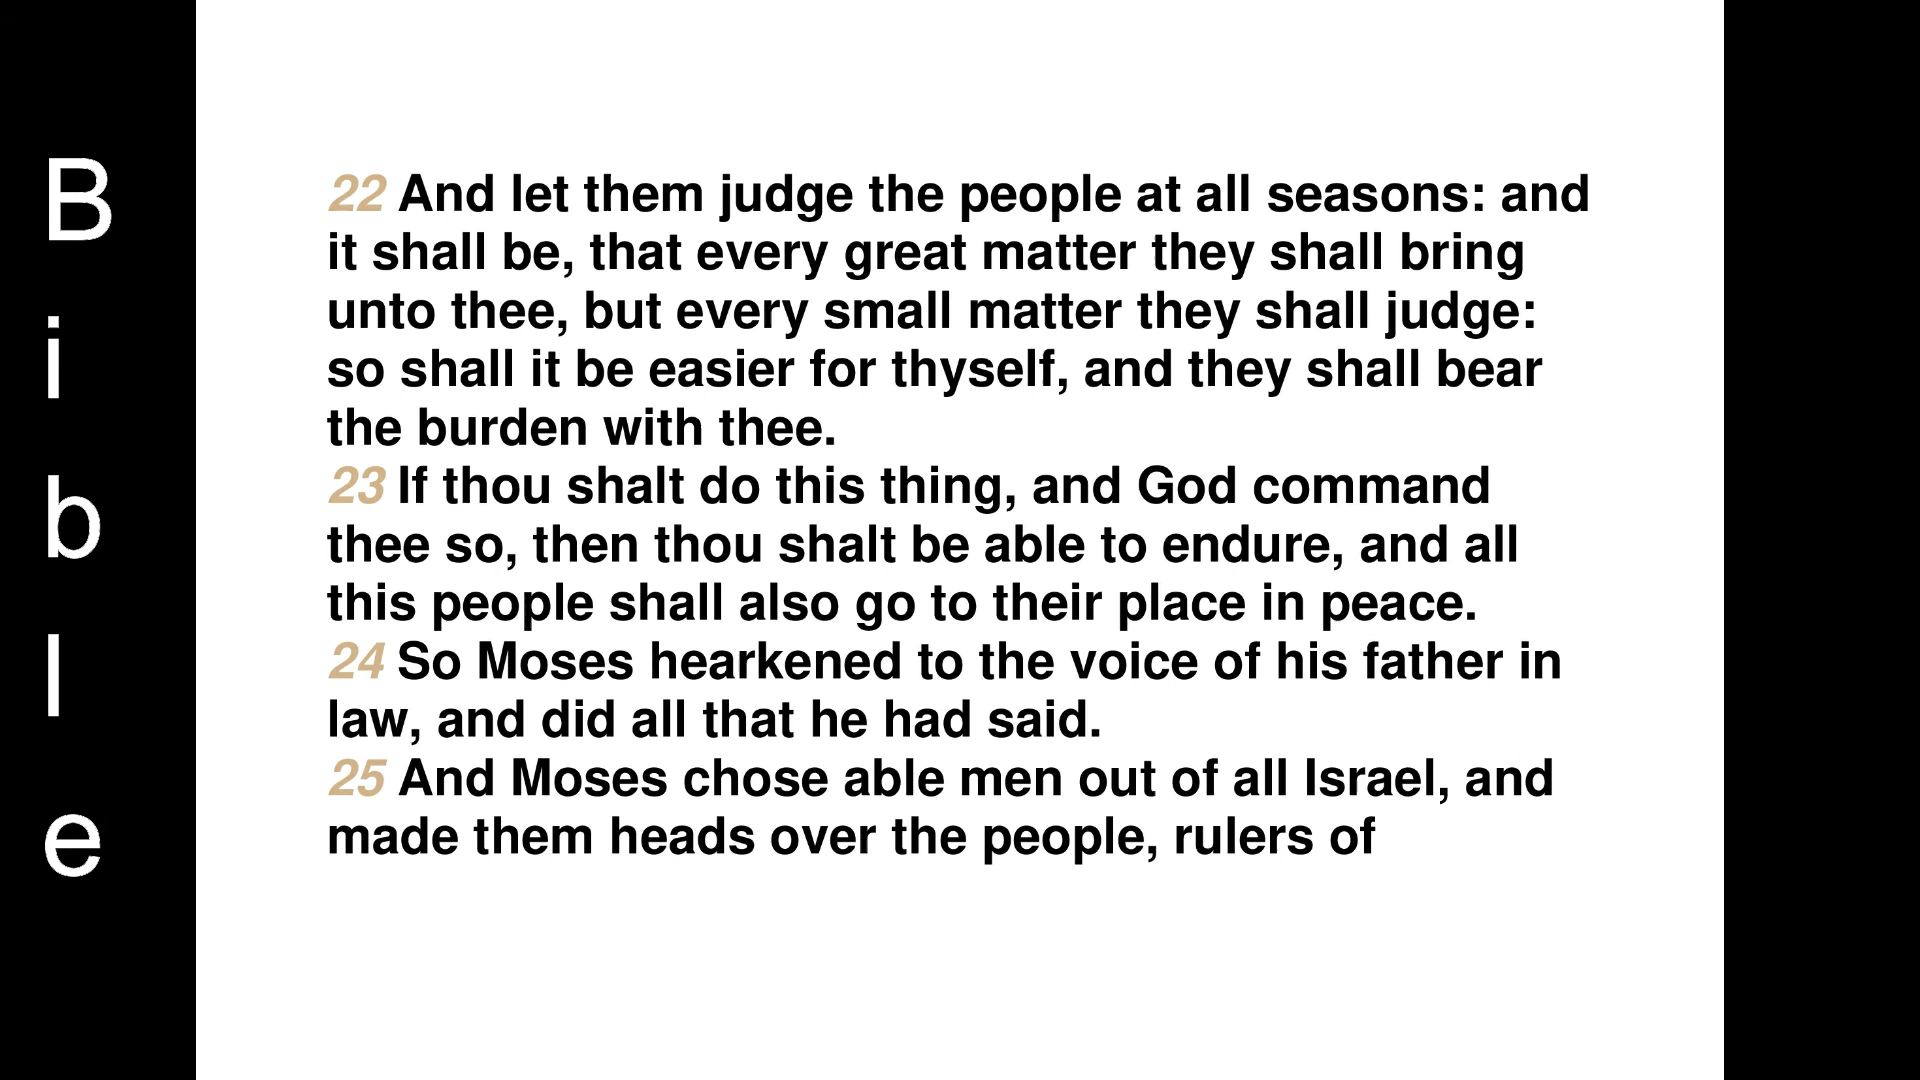 Bible
22 And let them judge the people at all seasons: and
it shall be, that every great matter they shall bring
unto thee, but every small matter they shall judge:
so shall it be easier for thyself, and they shall bear
the burden with thee.
23 If thou shalt do this thing, and God command
thee so, then thou shalt be able to endure, and all
this people shall also go to their place in peace.
24 So Moses hearkened to the voice of his father in
law, and did all that he had said.
25 And Moses chose able men out of all Israel, and
made them heads over the people, rulers of